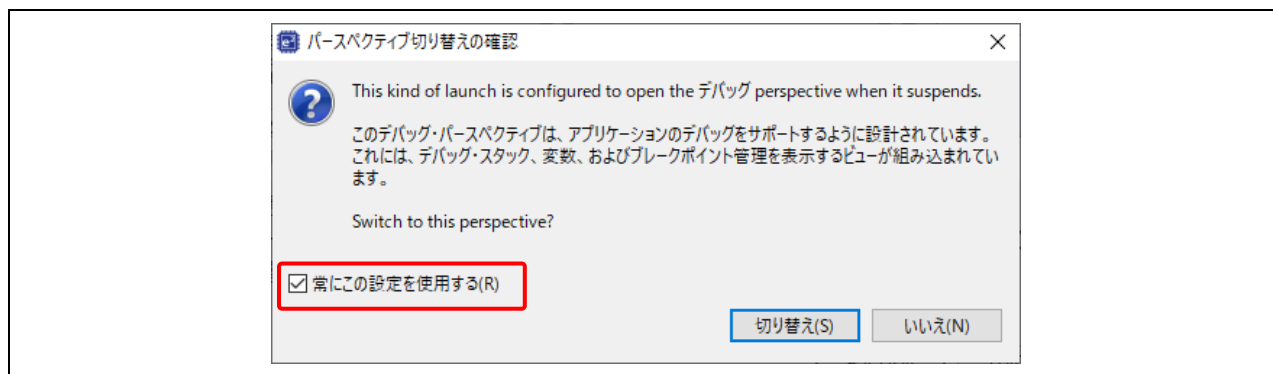 パースペクティブ切り替えの確認
This kind of launch is configured to open the デバッグ perspective when it suspends.
このデバッグ・パースペクティブは、アプリケーションのデバッグをサポートするように設計されています。
これには、デバッグ・スタック、変数、およびブレークポイント管理を表示するビューが組み込まれてい
ます。
Switch to this perspective?
常にこの設定を使用する(R)
切り替え(S) いいえ(N)